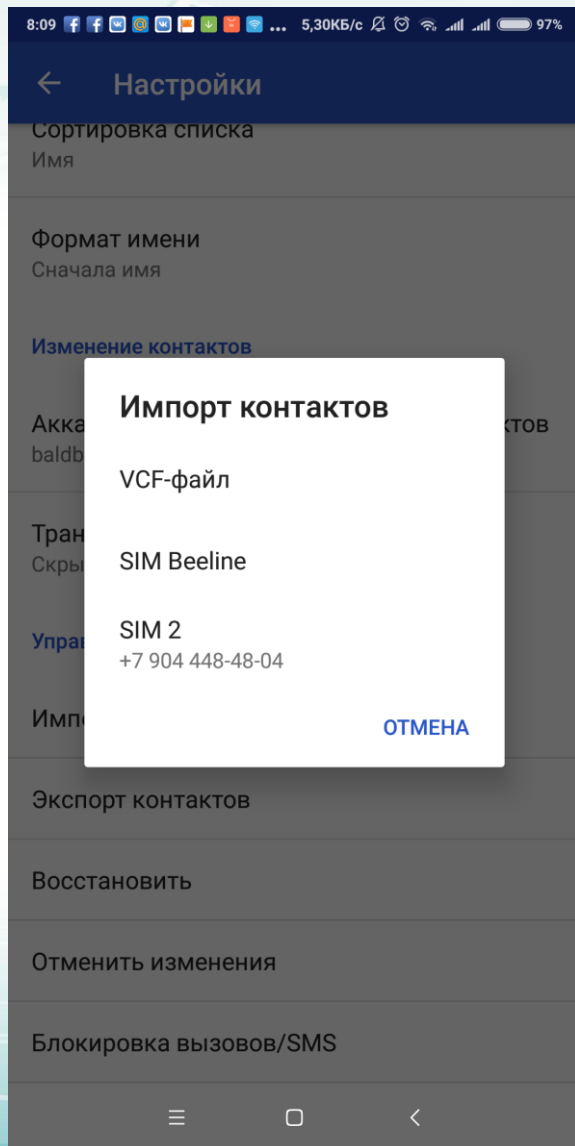 8:09 ... 5,30КБ/с 97%
Настройки
Сортировка списка
Имя
Формат имени
Сначала имя
Изменение контактов
Импорт контактов
VCF-файл
SIM Beeline
SIM 2
+7 904 448-48-04
ОТМЕНА
Экспорт контактов
Восстановить
Отменить изменения
Блокировка вызовов/SMS